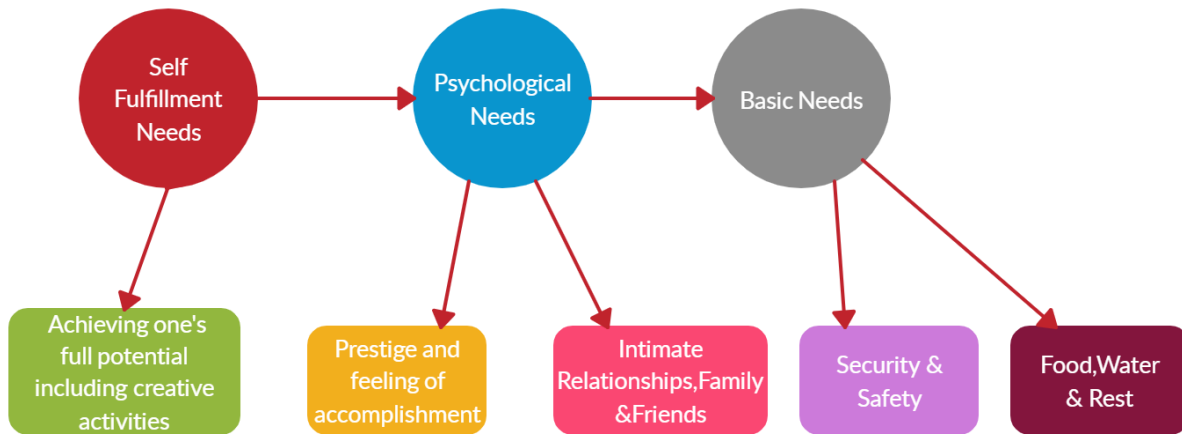 Self
Fulfillment
Needs
Psychological
Needs
Basic Needs
Achieving one's
full potential
including creative
activities
Prestige and
feeling of
accomplishment
Intimate
Relationships,Family
&Friends
Security &
Safety
Food,Water
& Rest